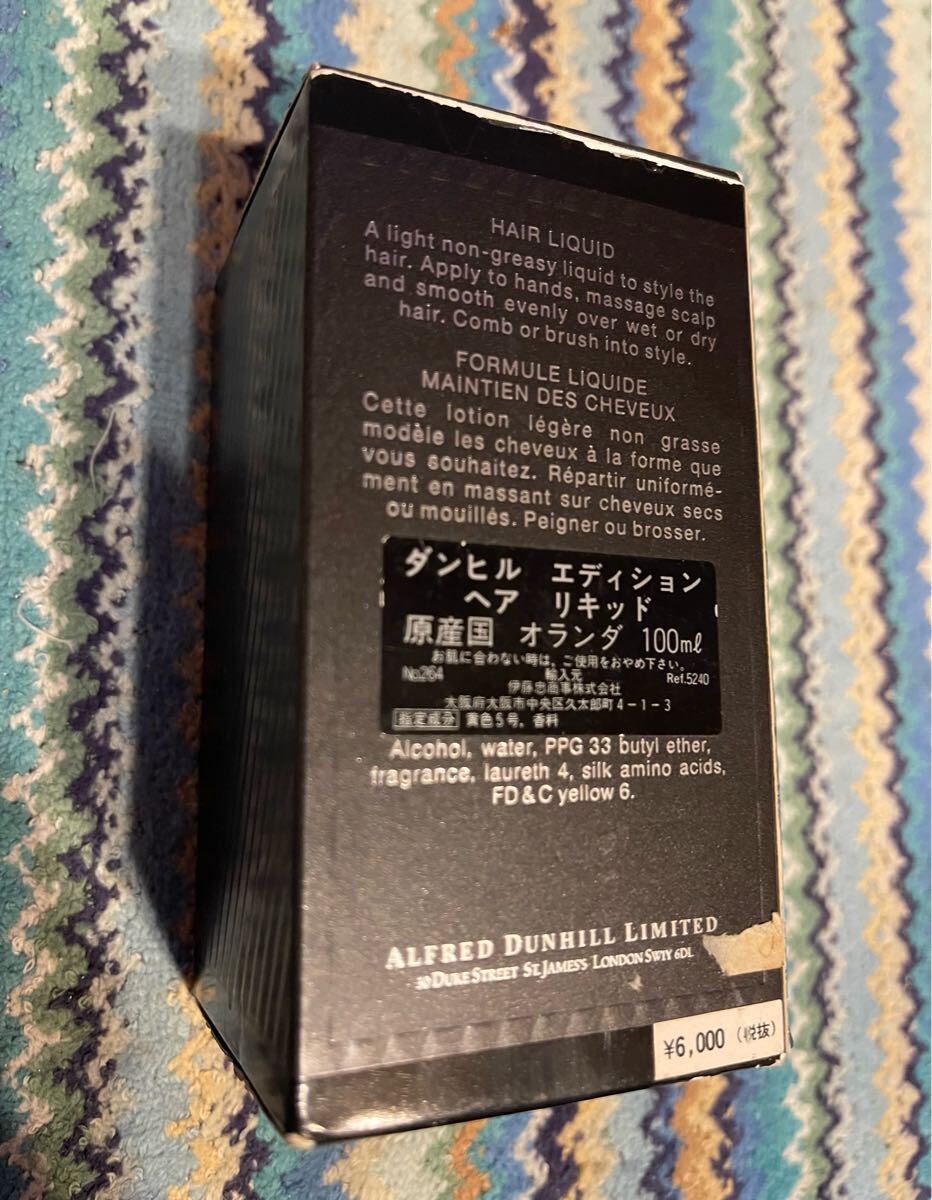 HAIR LIQUID
A light non-greasy liquid to style the
hair. Apply to hands, massage scalp
and smooth evenly over wet or dry
hair. Comb or brush into style.
FORMULE LIQUIDE
MAINTIEN DES CHEVEUX
Cette lotion légère non grasse
modèle les cheveux à la forme que
vous souhaitez. Répartir uniformé-
ment en massant sur cheveux secs
ou mouillés. Peigner ou brosser.
ダンヒル エディション
ヘア リキッド
原産国 オランダ 100mℓ
お肌に合わない時は、ご使用をおやめ下さい。
No.264 輸入元 Ref.5240
伊藤忠商事株式会社
大阪府大阪市中央区久太郎町4-1-3
指定成分 黄色5号, 香料
Alcohol, water, PPG 33 butyl ether,
fragrance, laureth 4, silk amino acids,
FD&C yellow 6.
ALFRED DUNHILL LIMITED
30 DUKE STREET ST. JAMES'S LONDON SW1Y 6DL
¥6,000 (税抜)